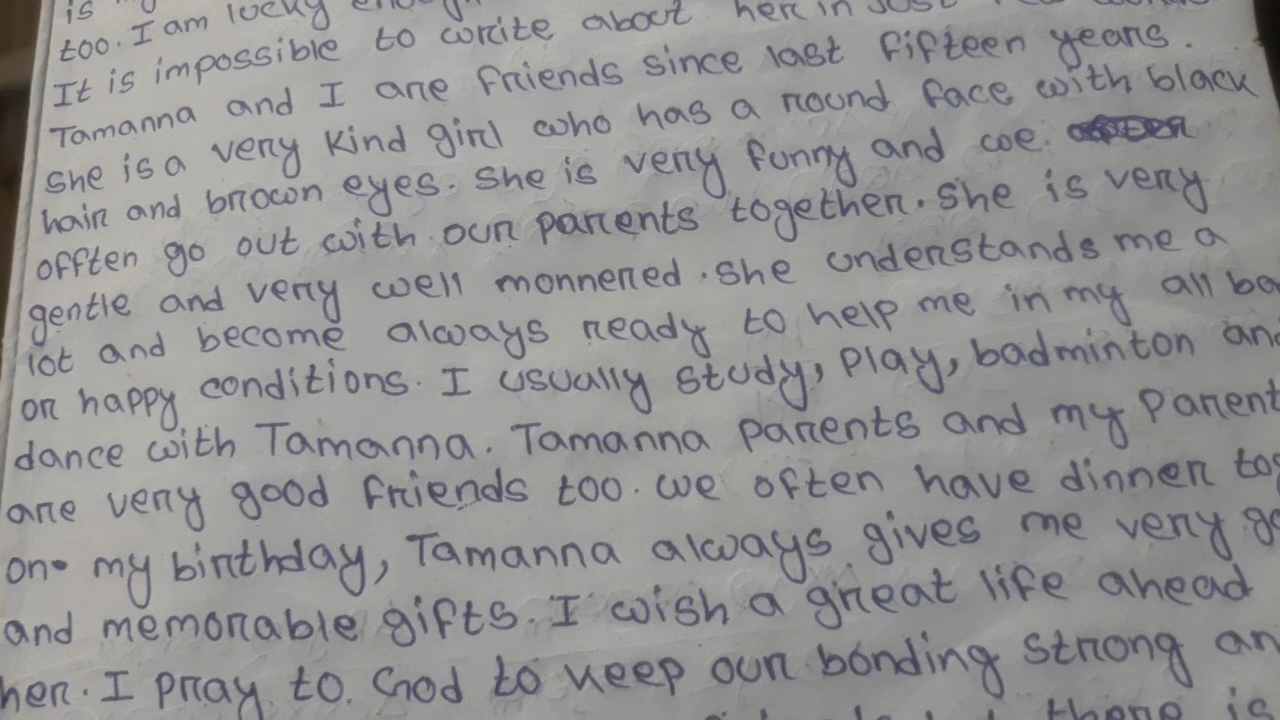 is
too. I am lucky
It is impossible to write about her in Just
Tamanna and I are friends since last fifteen years.
She is a very kind girl who has a round face with black
hair and brown eyes. She is very funny and we.
offten go out with our parents together. She is very
gentle and very well monnered. She understands me a
lot and become always ready to help me in my all
or happy conditions. I usually study, play, badminton
dance with Tamanna. Tamanna parents and my Parent
are very good friends too. we often have dinner
on my birthday, Tamanna always gives me very
and memorable gifts. I wish a great life ahead
her. I pray to. God to keep our bonding strong
there is